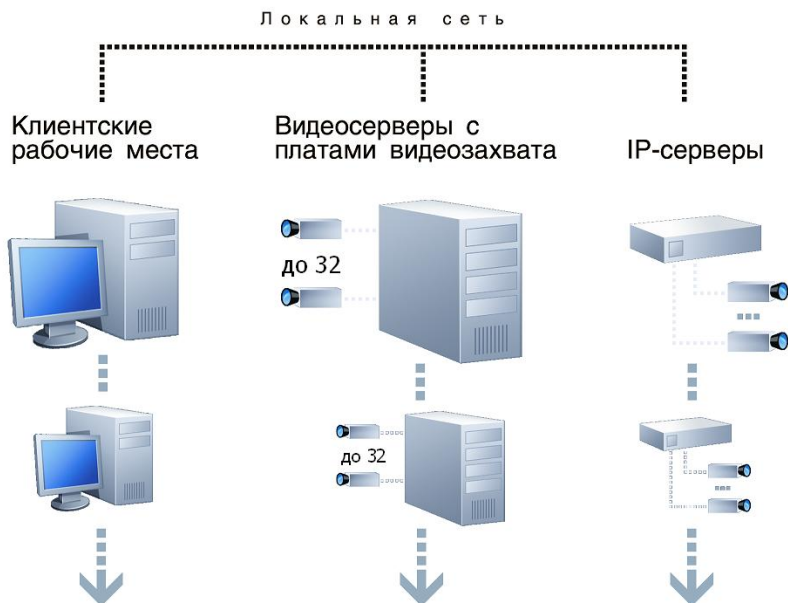 Локальная сеть
Клиентские
рабочие места
Видеосерверы с
платами видеозахвата
IP-серверы
до 32
до 32